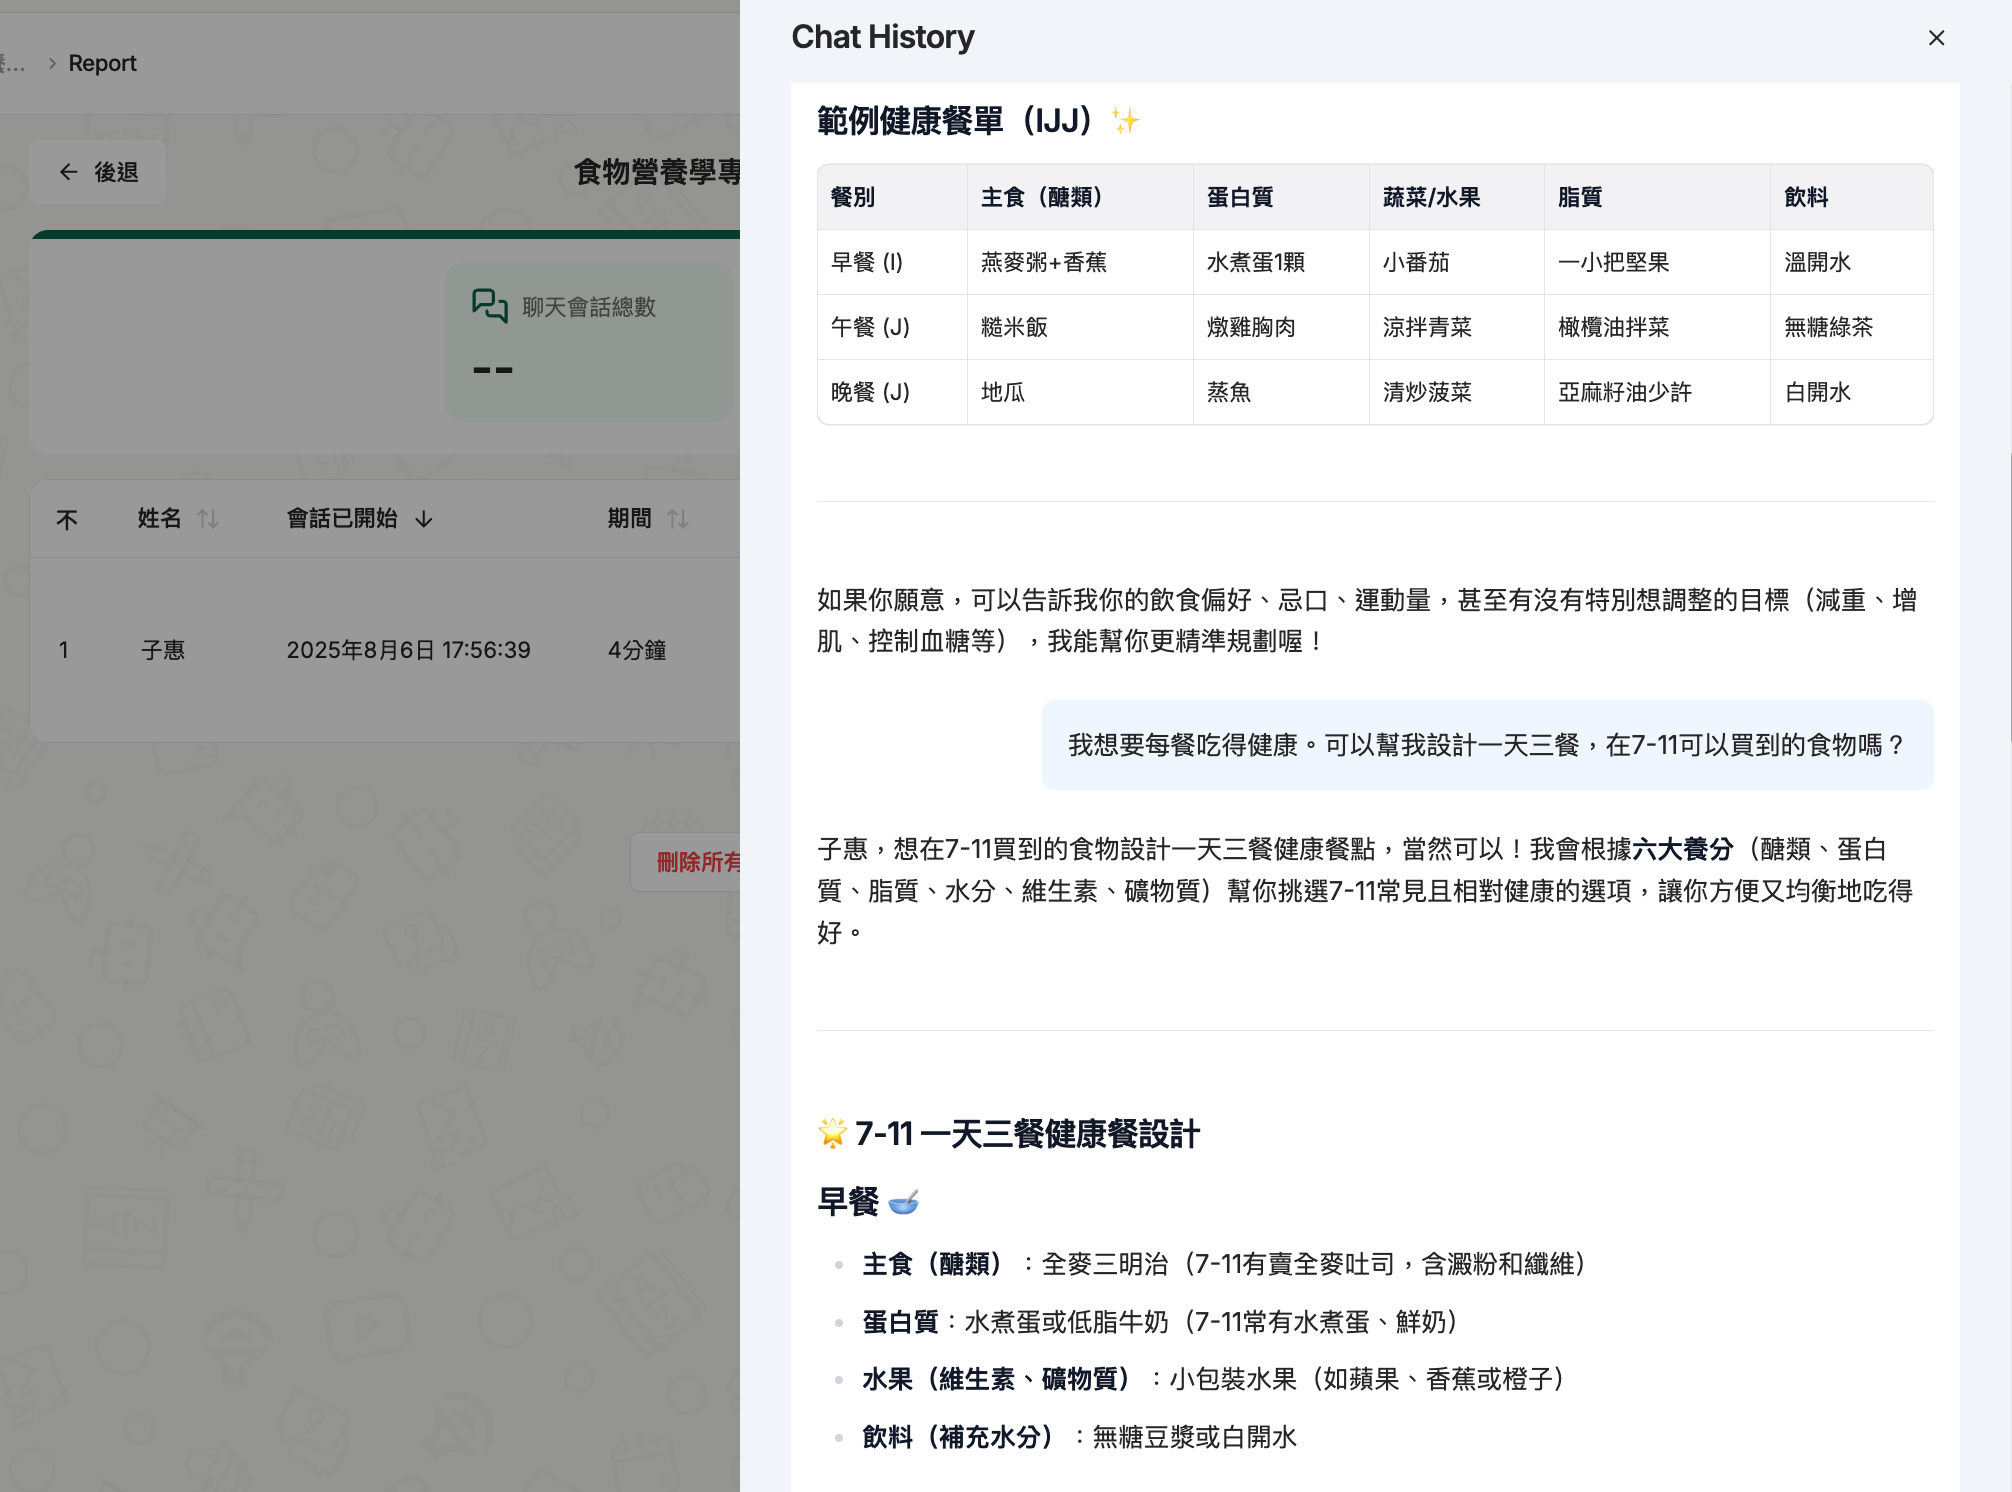 Report
後退
食物營養學專
聊天會話總數
--
不 姓名 會話已開始 期間
1 子惠 2025年8月6日 17:56:39 4分鐘
刪除所有
Chat History
範例健康餐單（IJJ）✨
餐別 主食（醣類） 蛋白質 蔬菜/水果 脂質 飲料
早餐 (I) 燕麥粥+香蕉 水煮蛋1顆 小番茄 一小把堅果 溫開水
午餐 (J) 糙米飯 燉雞胸肉 涼拌青菜 橄欖油拌菜 無糖綠茶
晚餐 (J) 地瓜 蒸魚 清炒菠菜 亞麻籽油少許 白開水
如果你願意，可以告訴我你的飲食偏好、忌口、運動量，甚至有沒有特別想調整的目標（減重、增
肌、控制血糖等），我能幫你更精準規劃喔！
我想要每餐吃得健康。可以幫我設計一天三餐，在7-11可以買到的食物嗎？
子惠，想在7-11買到的食物設計一天三餐健康餐點，當然可以！我會根據六大養分（醣類、蛋白
質、脂質、水分、維生素、礦物質）幫你挑選7-11常見且相對健康的選項，讓你方便又均衡地吃得
好。
🌟 7-11 一天三餐健康餐設計
早餐 🥣
主食（醣類）：全麥三明治（7-11有賣全麥吐司，含澱粉和纖維）
蛋白質：水煮蛋或低脂牛奶（7-11常有水煮蛋、鮮奶）
水果（維生素、礦物質）：小包裝水果（如蘋果、香蕉或橙子）
飲料（補充水分）：無糖豆漿或白開水